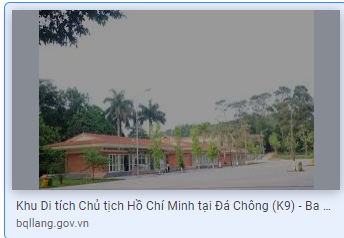 Khu Di tích Chủ tịch Hồ Chí Minh tại Đá Chông (K9) - Ba ...
bqllang.gov.vn